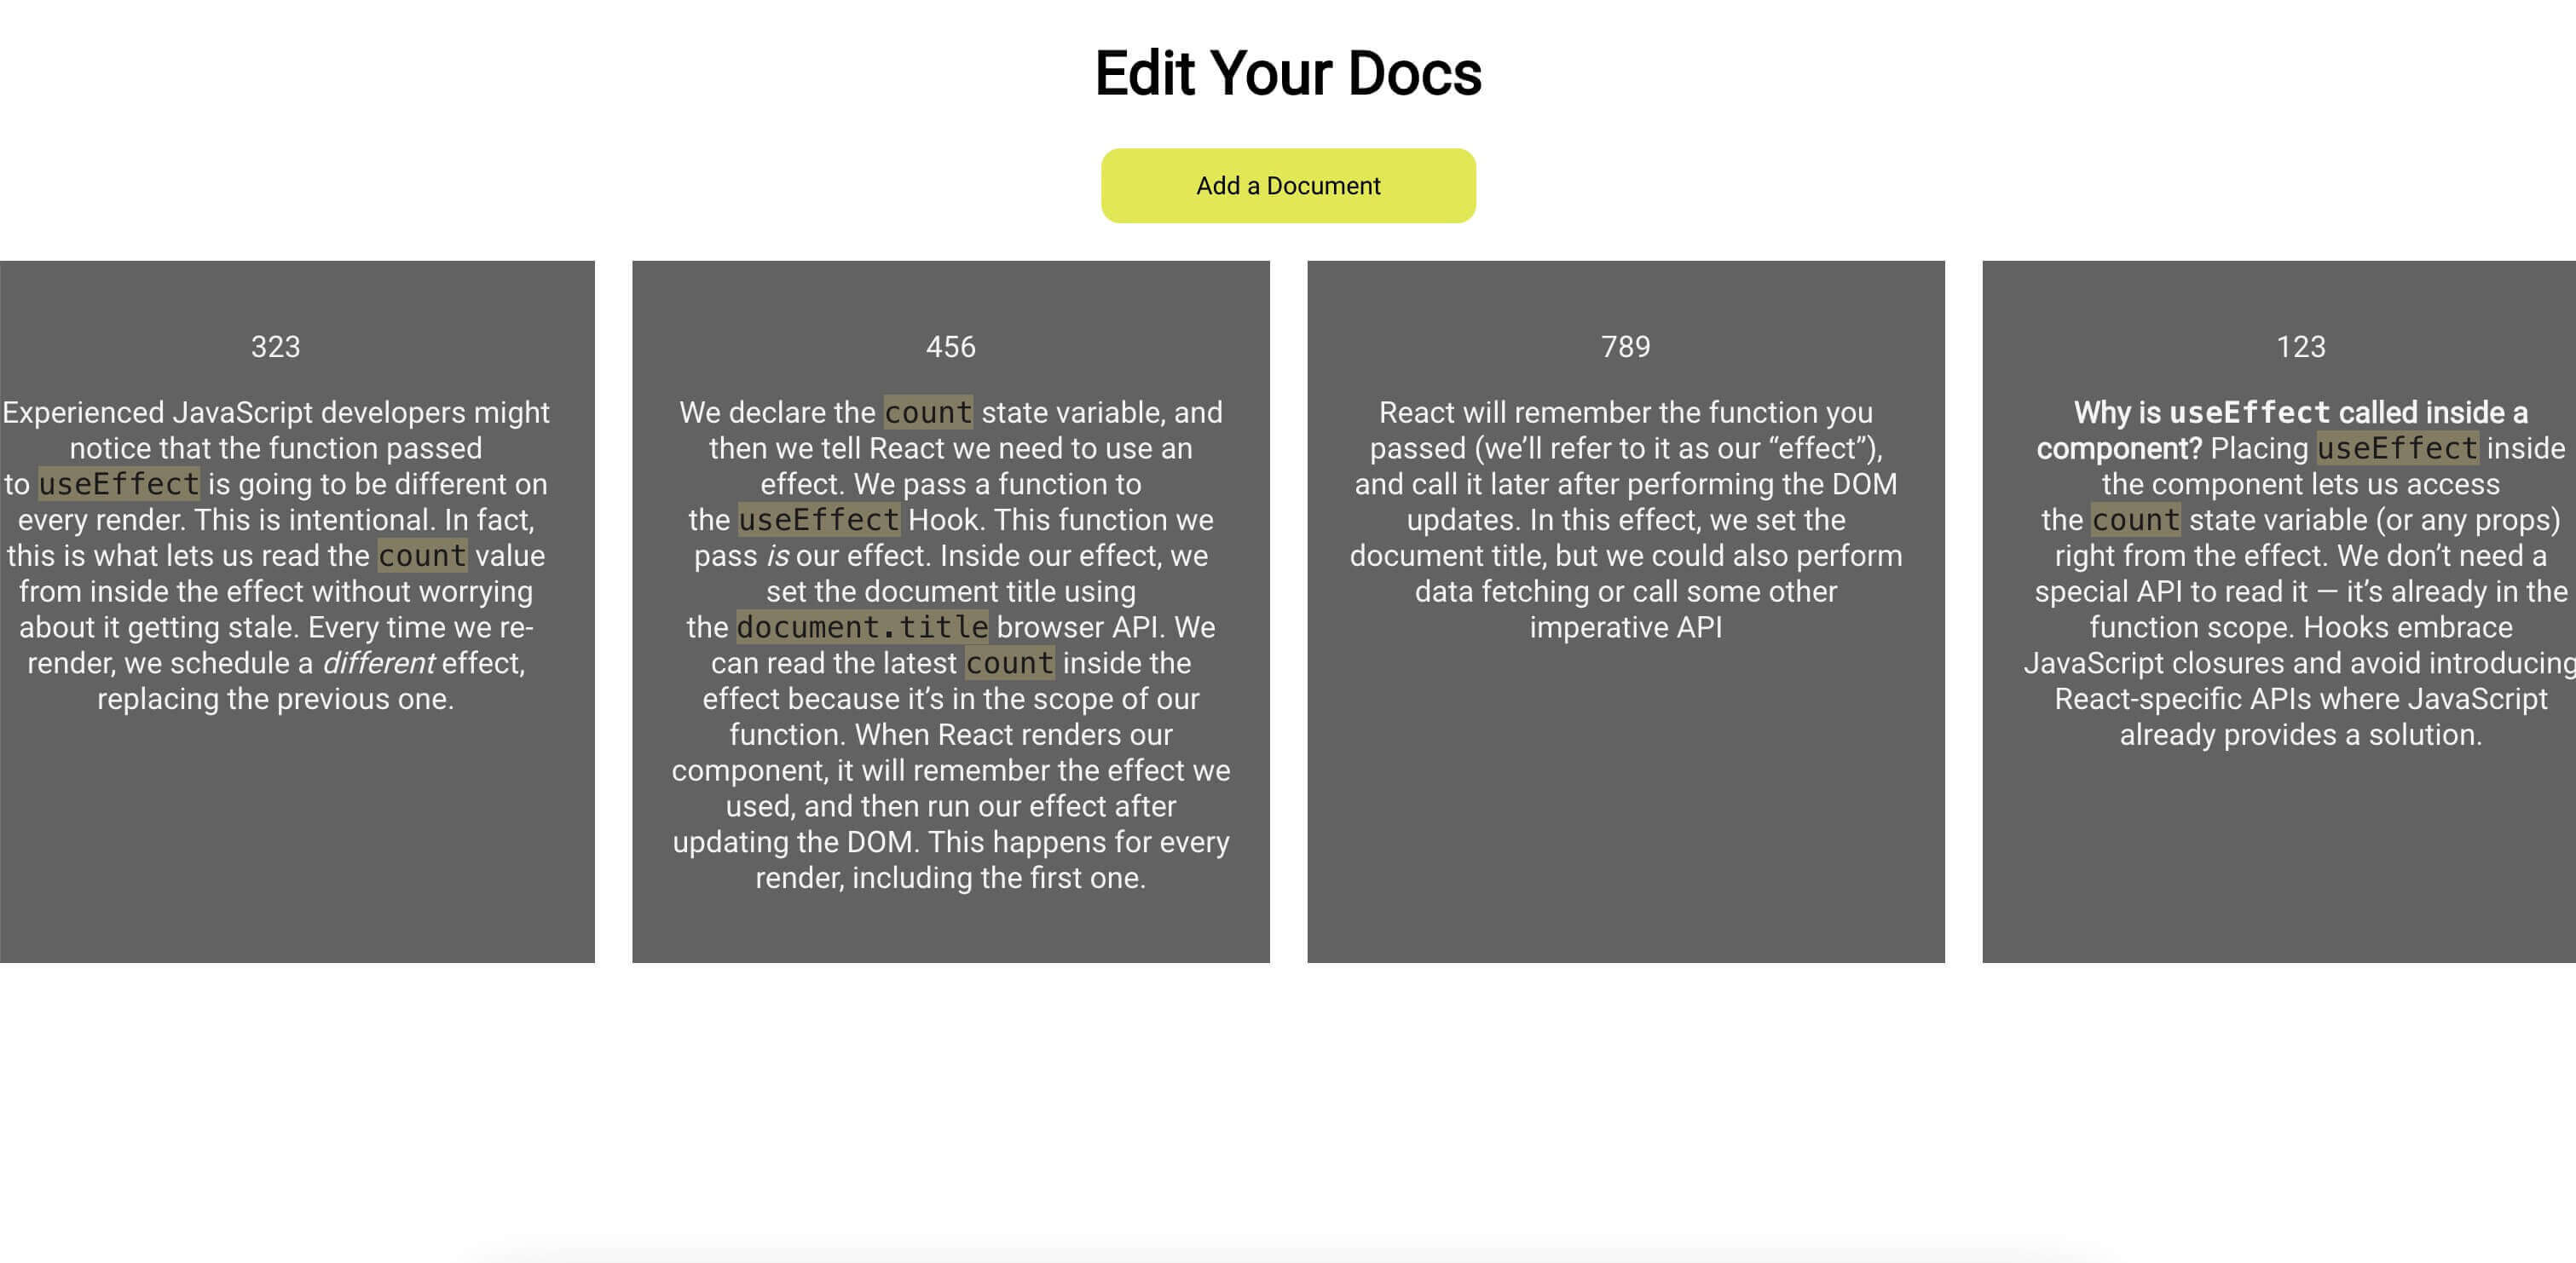 Edit Your Docs
Add a Document
323
Experienced JavaScript developers might
notice that the function passed
to useEffect is going to be different on
every render. This is intentional. In fact,
this is what lets us read the count value
from inside the effect without worrying
about it getting stale. Every time we re-
render, we schedule a different effect,
replacing the previous one.
456
We declare the count state variable, and
then we tell React we need to use an
effect. We pass a function to
the useEffect Hook. This function we
pass is our effect. Inside our effect, we
set the document title using
the document.title browser API. We
can read the latest count inside the
effect because it’s in the scope of our
function. When React renders our
component, it will remember the effect we
used, and then run our effect after
updating the DOM. This happens for every
render, including the first one.
789
React will remember the function you
passed (we’ll refer to it as our “effect”),
and call it later after performing the DOM
updates. In this effect, we set the
document title, but we could also perform
data fetching or call some other
imperative API
123
Why is useEffect called inside a
component? Placing useEffect inside
the component lets us access
the count state variable (or any props)
right from the effect. We don’t need a
special API to read it — it’s already in the
function scope. Hooks embrace
JavaScript closures and avoid introducing
React-specific APIs where JavaScript
already provides a solution.